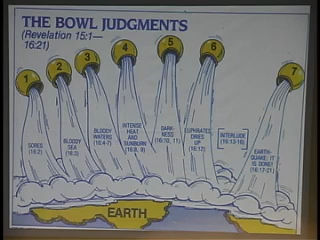 THE BOWL JUDGMENTS
(Revelation 15:1—
16:21)
1
2
3
4
5
6
7
SORES
(16:2)
BLOODY
SEA
(16:3)
BLOODY
WATERS
(16:4-7)
INTENSE
HEAT
AND
SUNBURN
(16:8, 9)
DARK-
NESS
(16:10, 11)
EUPHRATES
DRIES
UP
(16:12)
INTERLUDE
(16:13-16)
EARTH-
QUAKE: IT
IS DONE!
(16:17-21)
EARTH